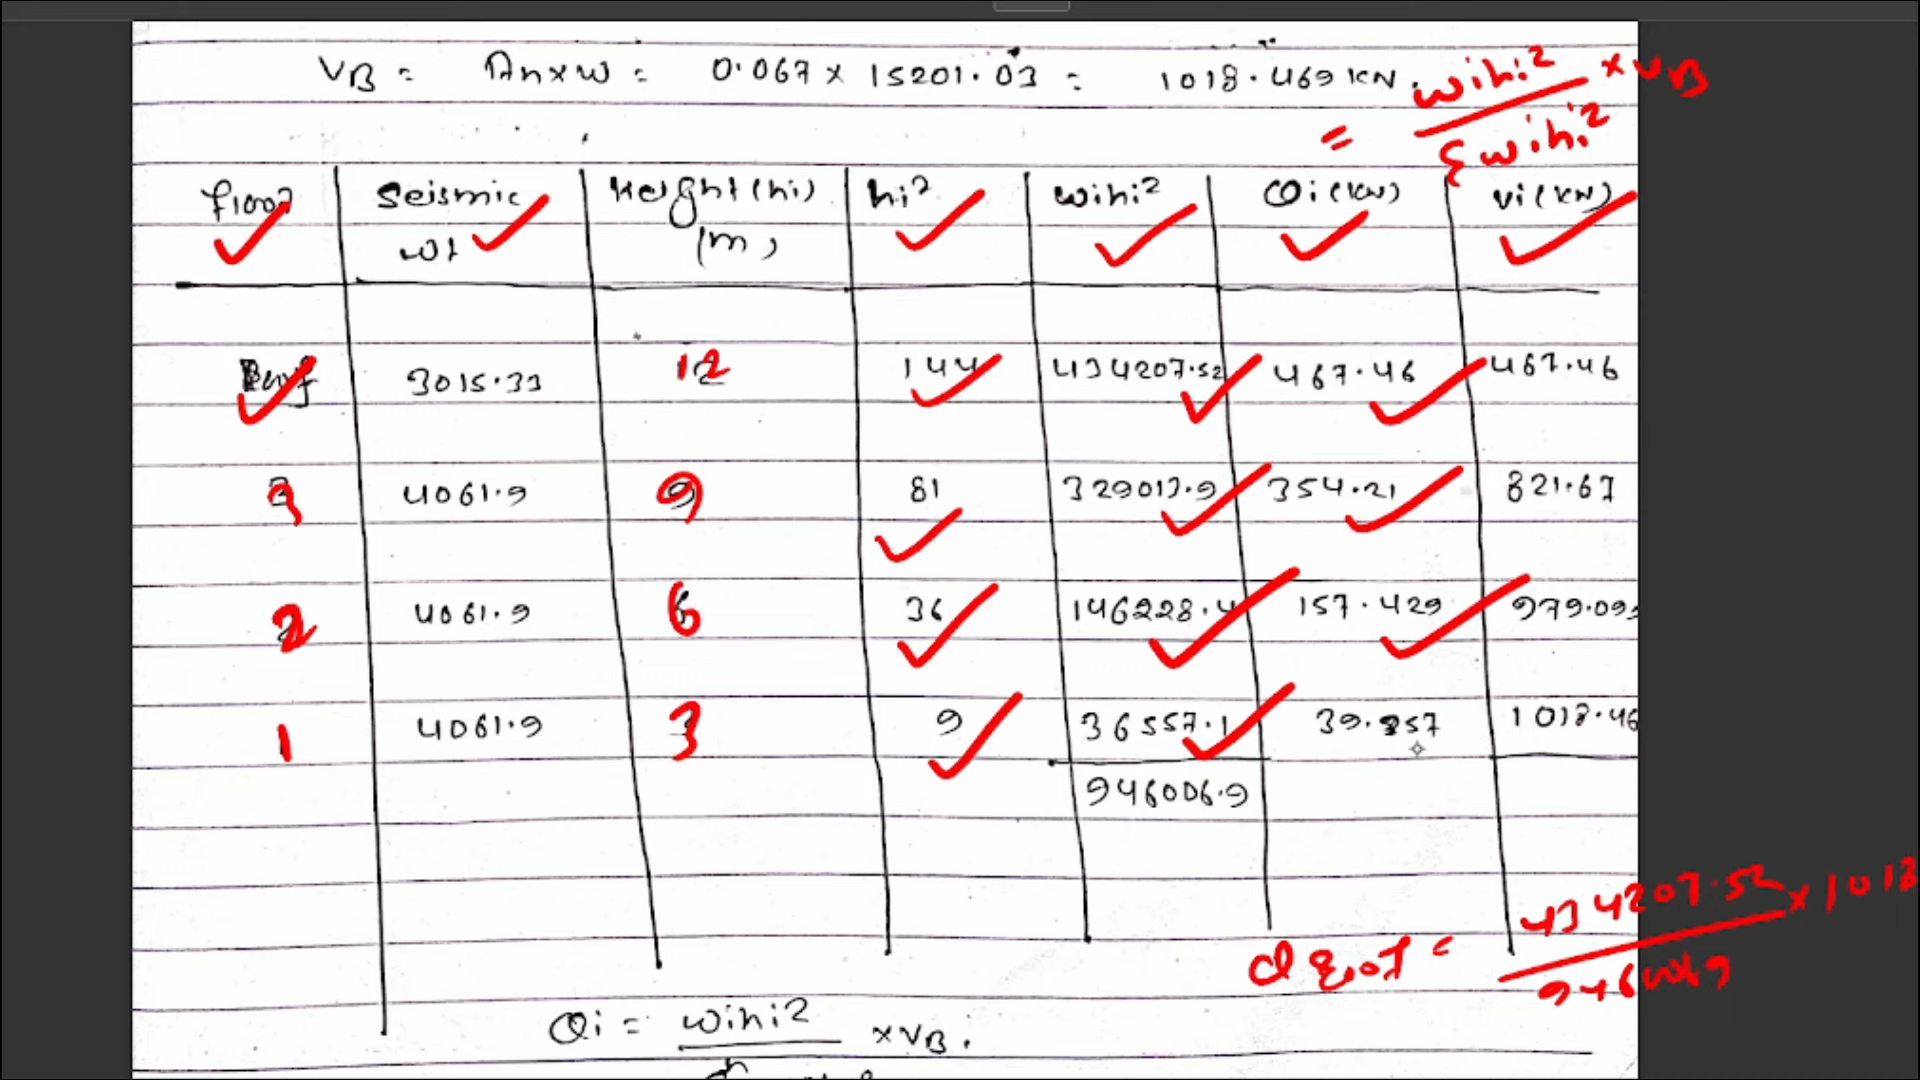 VB = Anxw = 0.067 x 15201.03 = 1018.469 KN.
= wihi² / Σwihi² x VB
floor Seismic wt Height (hi) (m) hi² wihi² Qi(KN) Vi(KN)
Roof 3015.33 12 144 434207.52 467.46 467.46
3 4061.9 9 81 329013.9 354.21 821.67
2 4061.9 6 36 146228.4 157.429 979.09
1 4061.9 3 9 36557.1 39.357 1018.46
946006.9
= 434207.52 x 1018
Qi = wihi² x VB.